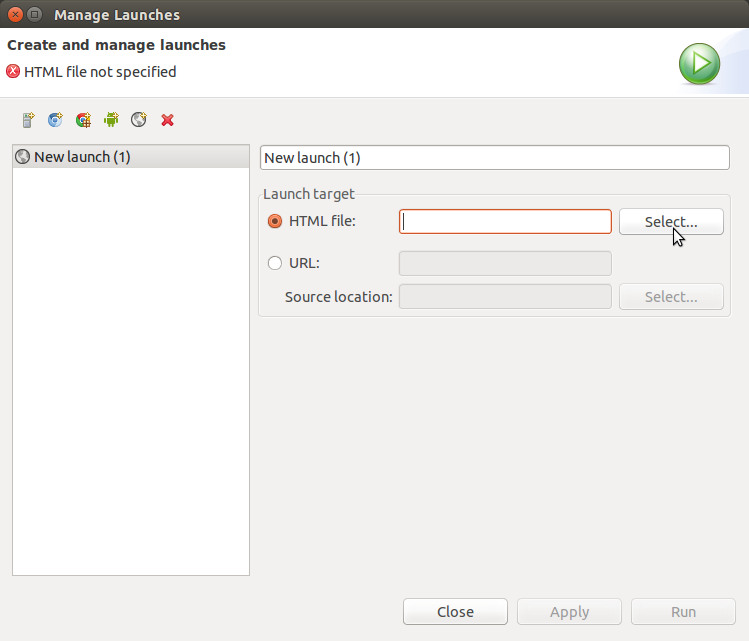 Manage Launches
Create and manage launches
HTML file not specified
New launch (1)
New launch (1)
Launch target
HTML file:
Select...
URL:
Source location:
Select...
Close
Apply
Run